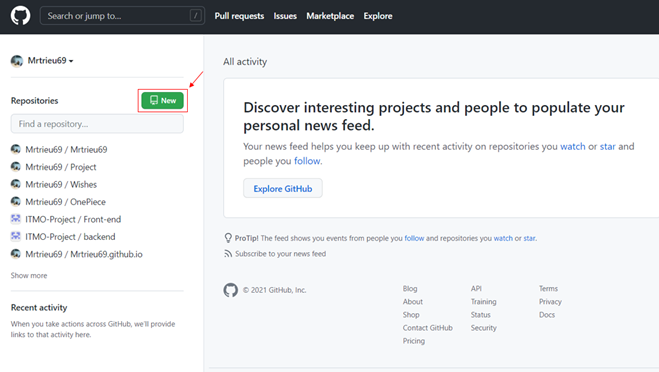 Search or jump to...
/
Pull requests
Issues
Marketplace
Explore
Mrtrieu69
Repositories
New
Find a repository...
Mrtrieu69 / Mrtrieu69
Mrtrieu69 / Project
Mrtrieu69 / Wishes
Mrtrieu69 / OnePiece
ITMO-Project / Front-end
ITMO-Project / backend
Mrtrieu69 / Mrtrieu69.github.io
Show more
Recent activity
When you take actions across GitHub, we'll provide
links to that activity here.
All activity
Discover interesting projects and people to populate your
personal news feed.
Your news feed helps you keep up with recent activity on repositories you watch or star and
people you follow.
Explore GitHub
ProTip! The feed shows you events from people you follow and repositories you watch or star.
Subscribe to your news feed
© 2021 GitHub, Inc.
Blog
About
Shop
Contact GitHub
Pricing
API
Training
Status
Security
Terms
Privacy
Docs